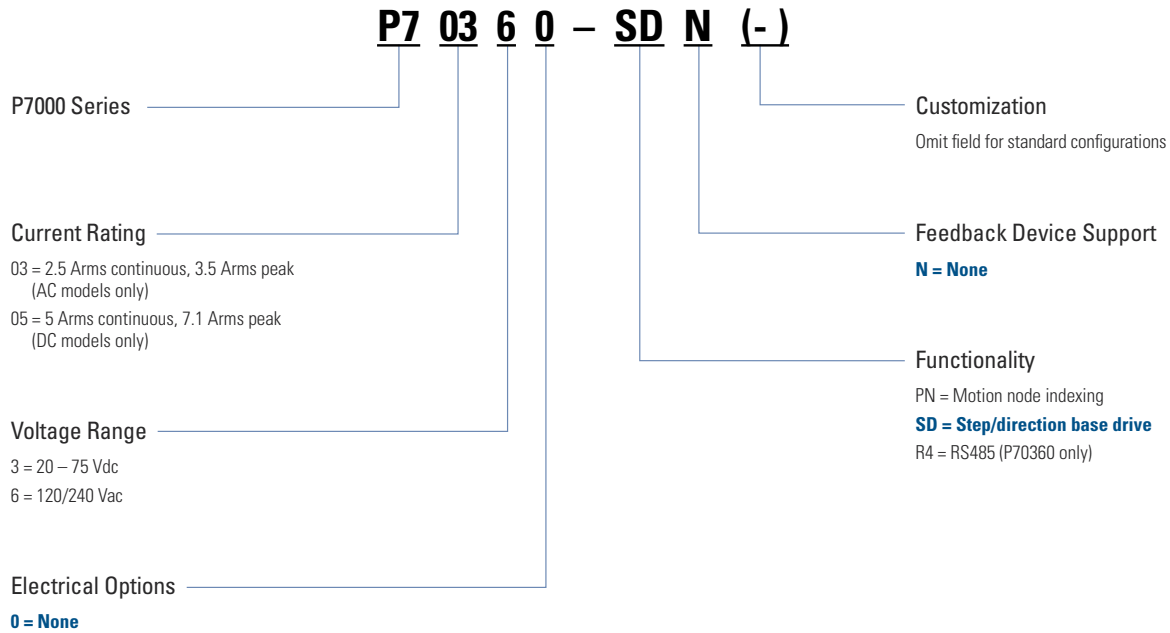 P7 03 6 0 – SD N (- )
P7000 Series
Current Rating
03 = 2.5 Arms continuous, 3.5 Arms peak
(AC models only)
05 = 5 Arms continuous, 7.1 Arms peak
(DC models only)
Voltage Range
3 = 20 – 75 Vdc
6 = 120/240 Vac
Electrical Options
0 = None
Customization
Omit field for standard configurations
Feedback Device Support
N = None
Functionality
PN = Motion node indexing
SD = Step/direction base drive
R4 = RS485 (P70360 only)